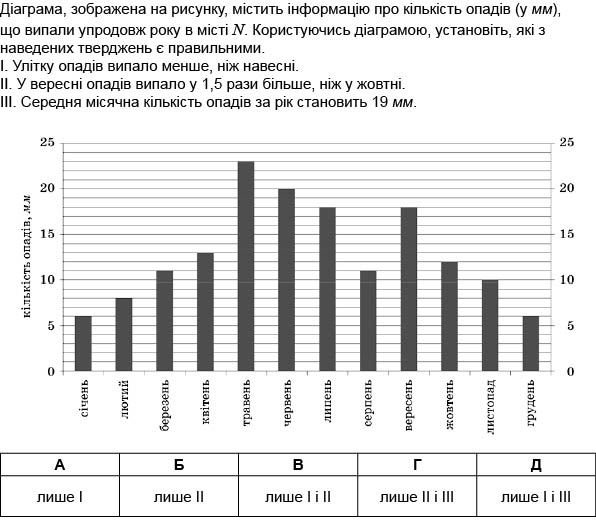 Діаграма, зображена на рисунку, містить інформацію про кількість опадів (у мм),
що випали упродовж року в місті N. Користуючись діаграмою, установіть, які з
наведених тверджень є правильними.
I. Улітку опадів випало менше, ніж навесні.
II. У вересні опадів випало у 1,5 рази більше, ніж у жовтні.
III. Середня місячна кількість опадів за рік становить 19 мм.
25 25
20 20
15 15
10 10
5 5
0 0
кількість опадів, мм
січень
лютий
березень
квітень
травень
червень
липень
серпень
вересень
жовтень
листопад
грудень
А Б В Г Д
лише I лише II лише I і II лише II і III лише I і III